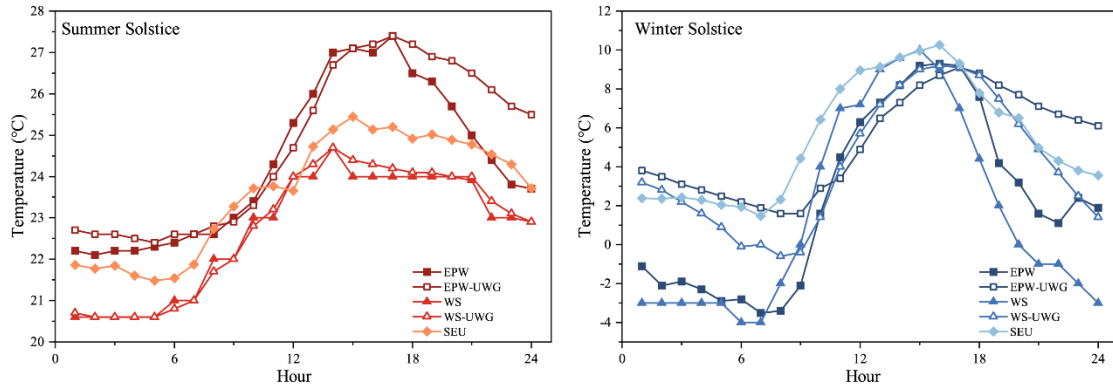 Summer Solstice
Temperature (°C)
28
27
26
25
24
23
22
21
20
0
6
12
18
24
Hour
EPW
EPW-UWG
WS
WS-UWG
SEU
Winter Solstice
Temperature (°C)
12
10
8
6
4
2
0
-2
-4
0
6
12
18
24
Hour
EPW
EPW-UWG
WS
WS-UWG
SEU